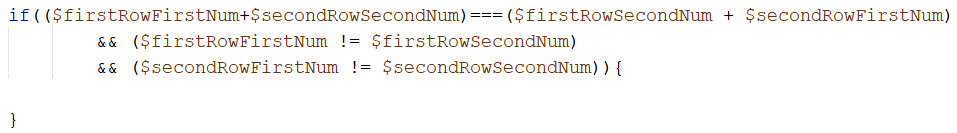 if(($firstRowFirstNum+$secondRowSecondNum)===($firstRowSecondNum + $secondRowFirstNum)
&& ($firstRowFirstNum != $firstRowSecondNum)
&& ($secondRowFirstNum != $secondRowSecondNum)){
}